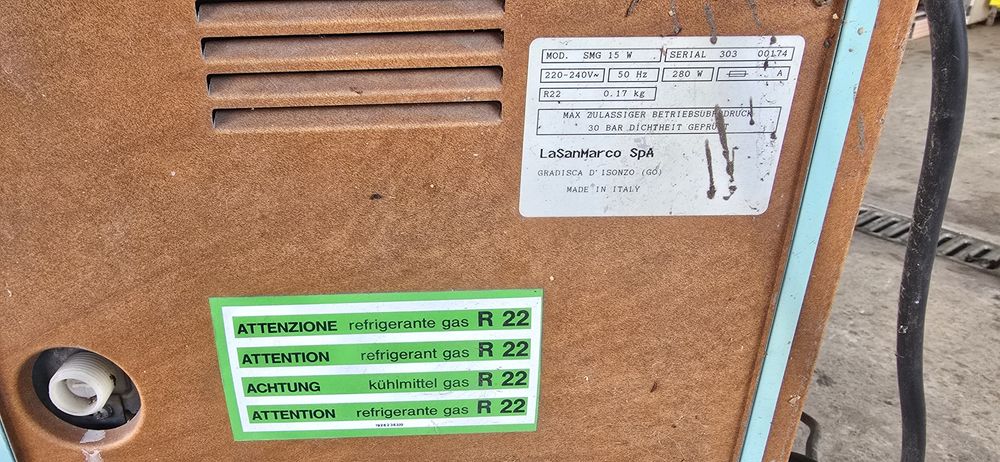 MOD. SMG 15 W SERIAL 303 00174
220-240V~ 50 Hz 280 W A
R22 0.17 kg
MAX ZULASSIGER BETRIEBSUBERDRUCK
30 BAR DICHTHEIT GEPRUFT
LaSanMarco SpA
GRADISCA D'ISONZO (GO)
MADE IN ITALY
ATTENZIONE refrigerante gas R 22
ATTENTION refrigerant gas R 22
ACHTUNG kühlmittel gas R 22
ATTENTION refrigerante gas R 22